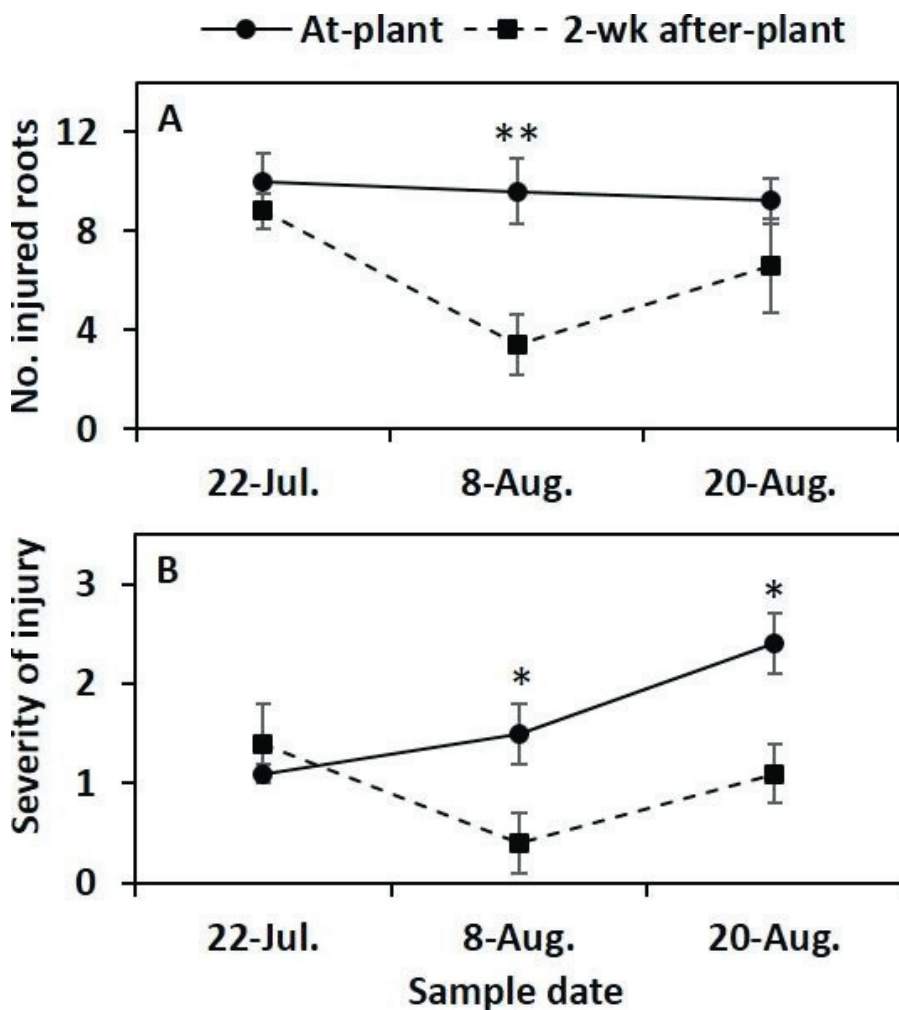 At-plant 2-wk after-plant
A
**
No. injured roots
12
8
4
0
22-Jul. 8-Aug. 20-Aug.
B
*
*
Severity of injury
3
2
1
0
22-Jul. 8-Aug. 20-Aug.
Sample date